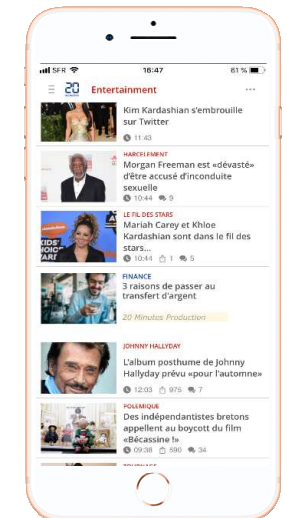 SFR 16:47 61 %
20 Entertainment ...
Kim Kardashian s'embrouille
sur Twitter
11:43
HARCELEMENT
Morgan Freeman est «dévasté»
d'être accusé d'inconduite
sexuelle
10:44 9
LE FIL DES STARS
Mariah Carey et Khloe
Kardashian sont dans le fil des
stars...
10:44 1 5
FINANCE
3 raisons de passer au
transfert d'argent
20 Minutes Production
JOHNNY HALLYDAY
L'album posthume de Johnny
Hallyday prévu «pour l'automne»
12:03 975 7
POLEMIQUE
Des indépendantistes bretons
appellent au boycott du film
«Bécassine !»
09:38 590 34